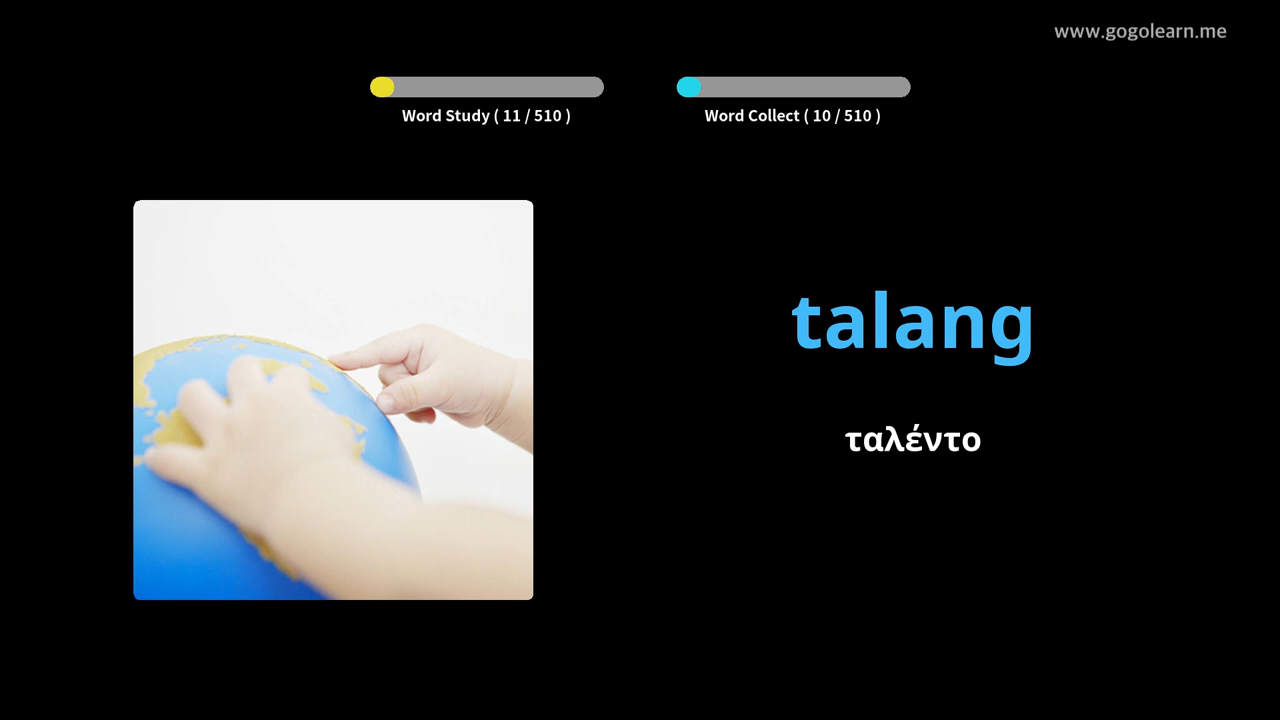 www.gogolearn.me
Word Study ( 11 / 510 )
Word Collect ( 10 / 510 )
talang
ταλέντο